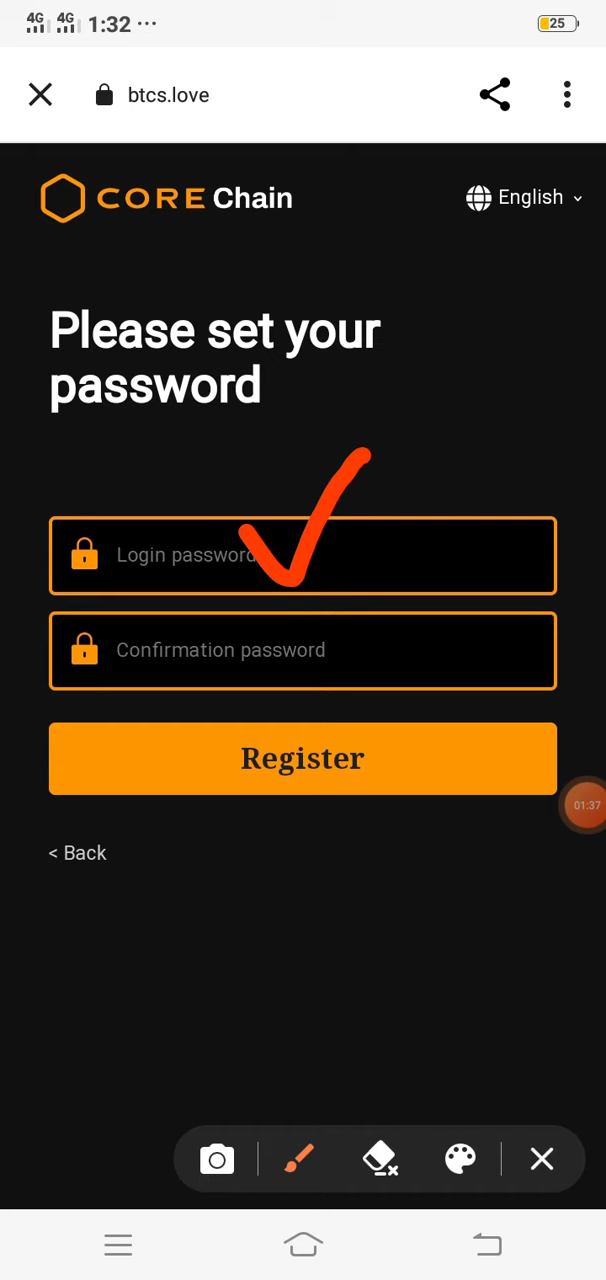 4G 4G 1:32 ... 25
btcs.love
CORE Chain English
Please set your
password
Login password
Confirmation password
Register
01:37
< Back